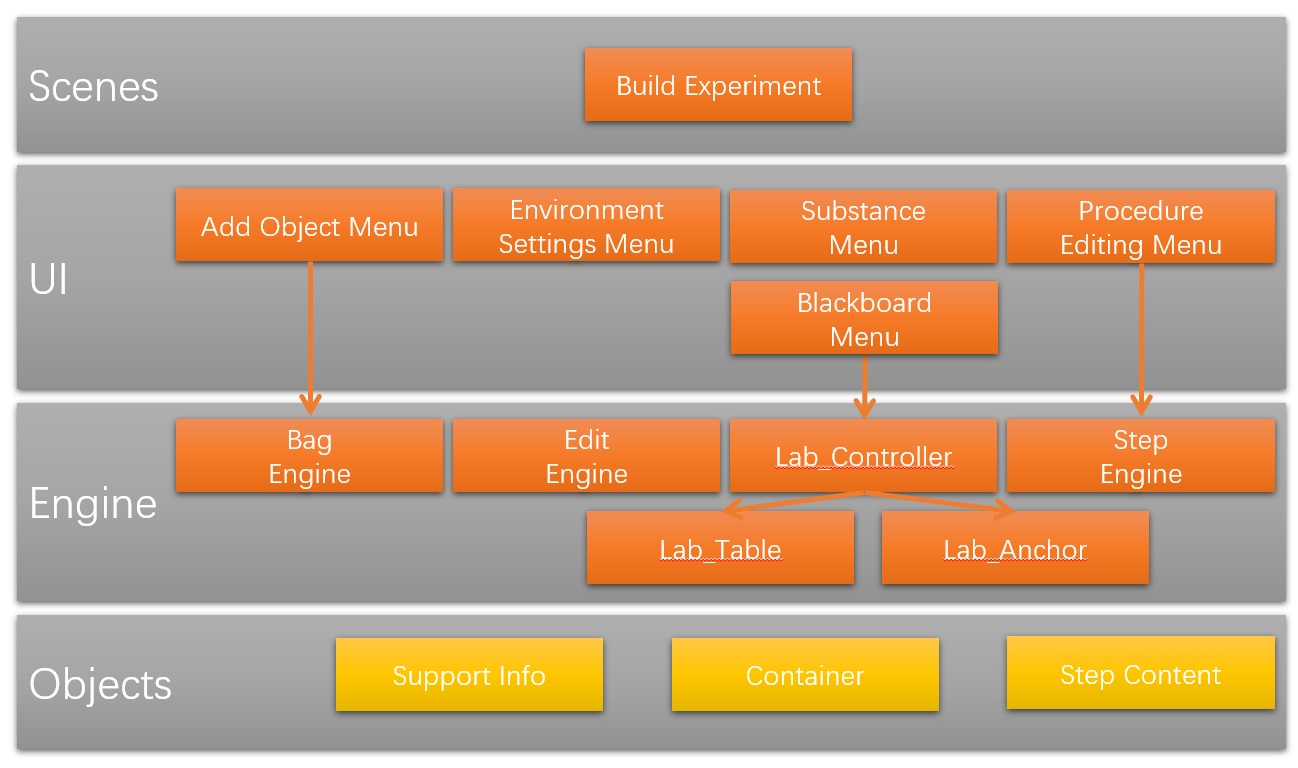 Scenes
Build Experiment
UI
Add Object Menu
Environment
Settings Menu
Substance
Menu
Procedure
Editing Menu
Blackboard
Menu
Engine
Bag
Engine
Edit
Engine
Lab_Controller
Step
Engine
Lab_Table
Lab_Anchor
Objects
Support Info
Container
Step Content